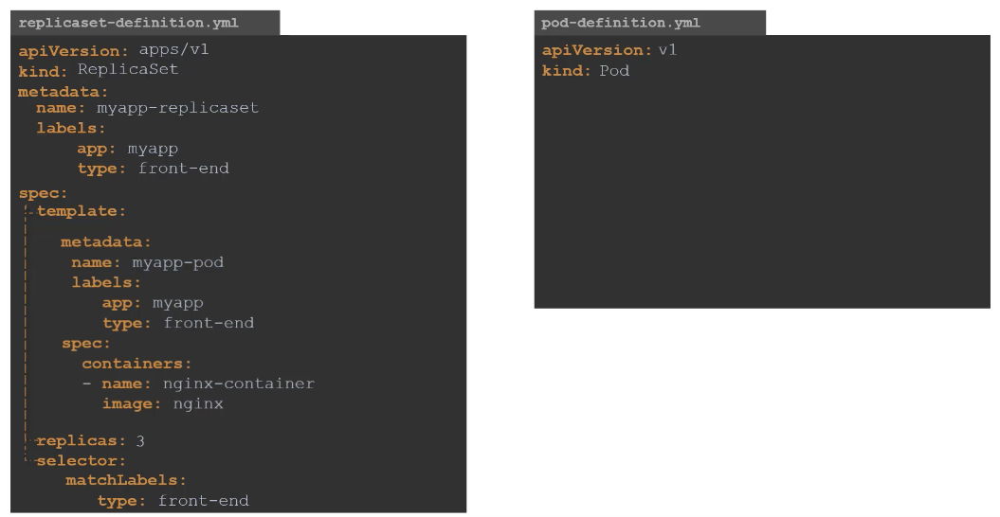 replicaset-definition.yml
apiVersion: apps/v1
kind: ReplicaSet
metadata:
name: myapp-replicaset
labels:
app: myapp
type: front-end
spec:
template:
metadata:
name: myapp-pod
labels:
app: myapp
type: front-end
spec:
containers:
- name: nginx-container
image: nginx
replicas: 3
selector:
matchLabels:
type: front-end
pod-definition.yml
apiVersion: v1
kind: Pod